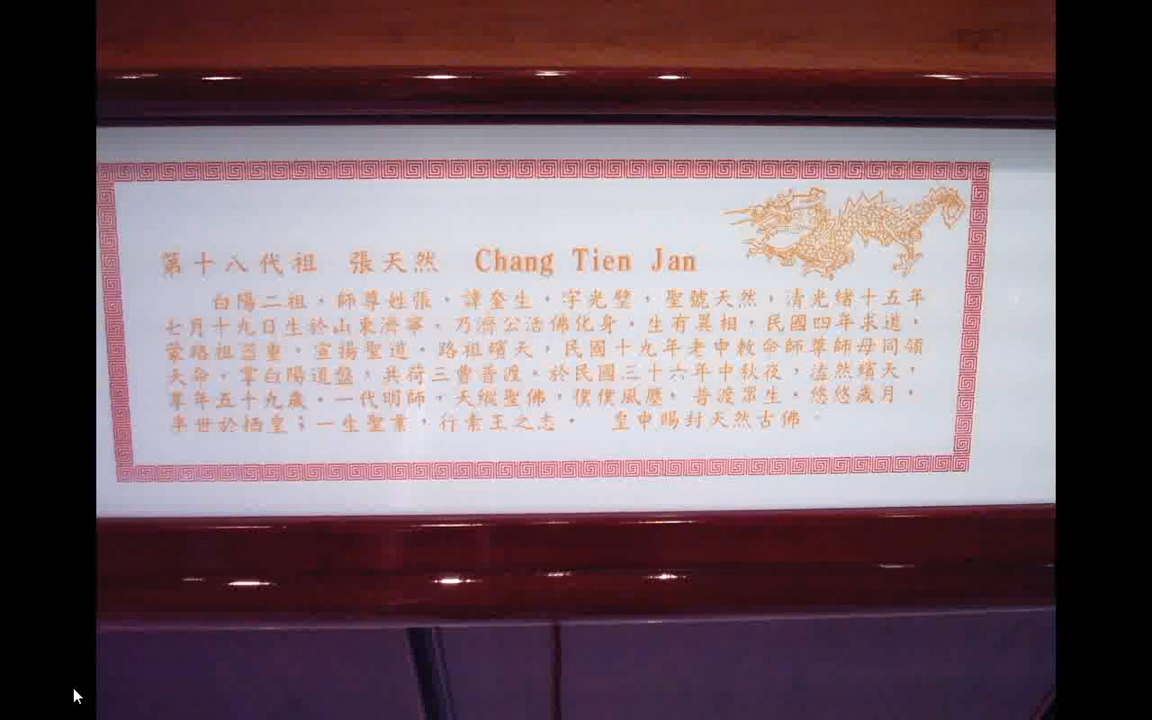 第十八代祖 張天然 Chang Tien Jan
白陽二祖,師尊姓張,諱奎生,字光璧,聖號天然,清光緒十五年
七月十九日生於山東濟寧。乃濟公活佛化身,生有異相,民國四年求道,
蒙路祖器重。宣揚聖道。路祖殯天,民國十九年老申敕命師尊師母同領
天命,掌白陽道盤,共荷三曹普渡。於民國三十六年中秋夜,溘然殯天,
尊年五十九歲。一代明師,天縱聖佛,僕僕風塵,普渡眾生。悠悠歲月,
畢世於栖皇;一生聖業,行素王之志。 皇申賜封天然古佛。